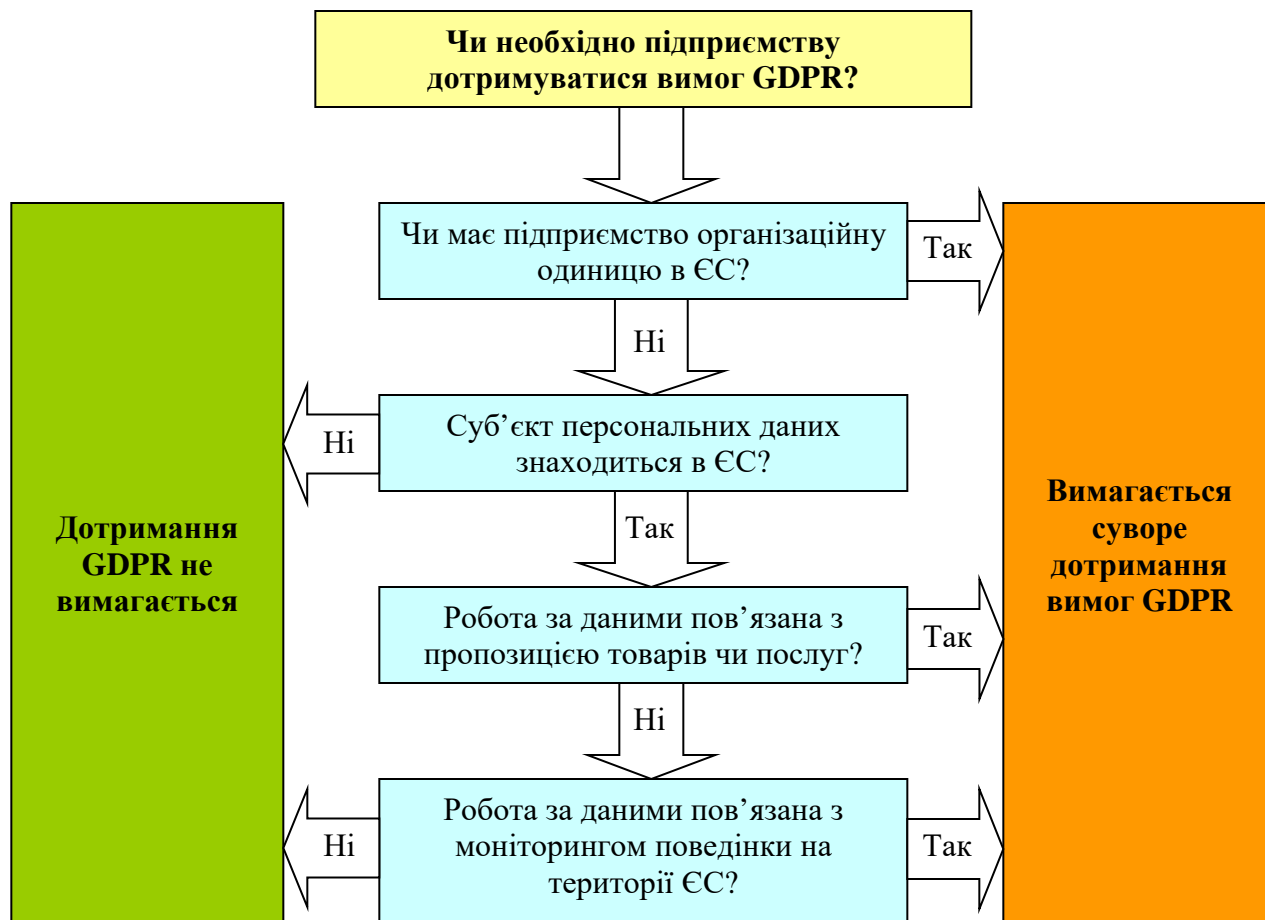 Чи необхідно підприємству
дотримуватися вимог GDPR?
Чи має підприємство організаційну
одиницю в ЄС?
Так
Ні
Суб’єкт персональних даних
знаходиться в ЄС?
Ні
Так
Дотримання
GDPR не
вимагається
Вимагається
суворе
дотримання
вимог GDPR
Робота за даними пов’язана з
пропозицією товарів чи послуг?
Так
Ні
Робота за даними пов’язана з
моніторингом поведінки на
території ЄС?
Ні
Так